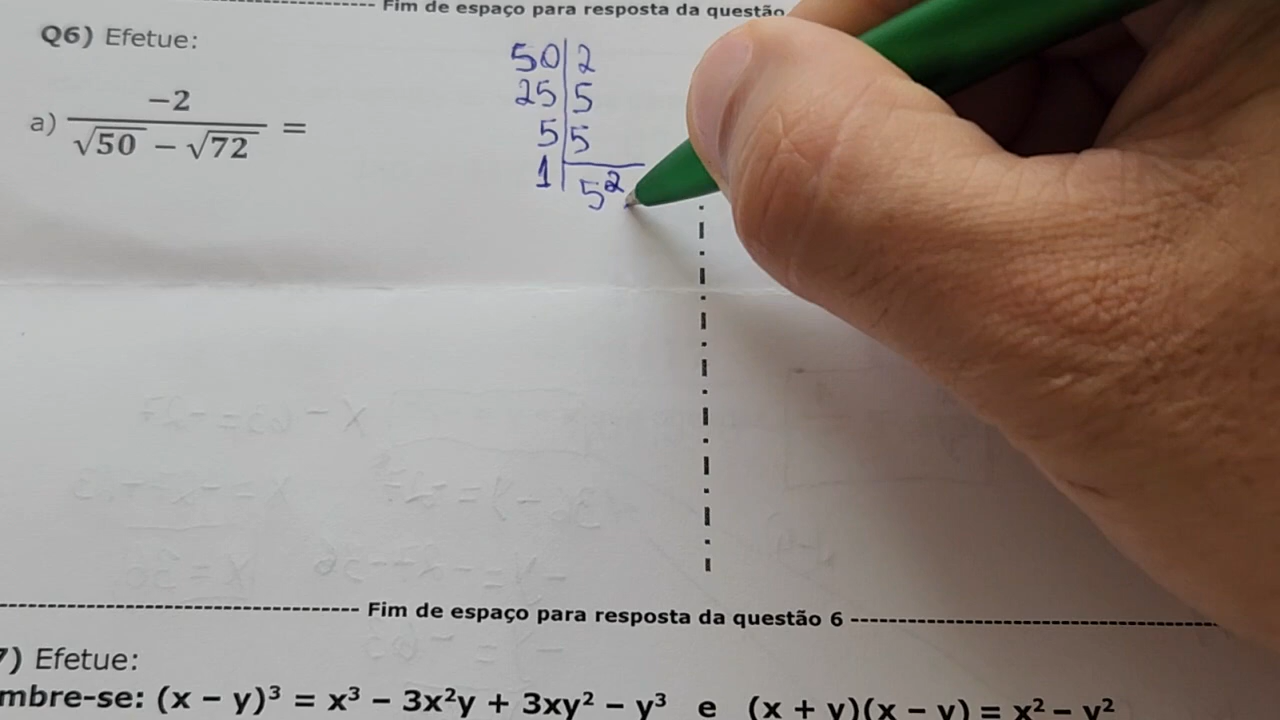 Fim de espaço para resposta da questão
Q6) Efetue:
a) −2 / √50 − √72 =
50 | 2
25 | 5
5 | 5
1 | 5²
Fim de espaço para resposta da questão 6
7) Efetue:
mbre-se: (x − y)³ = x³ − 3x²y + 3xy² − y³ e (x + y)(x − y) = x² − y²